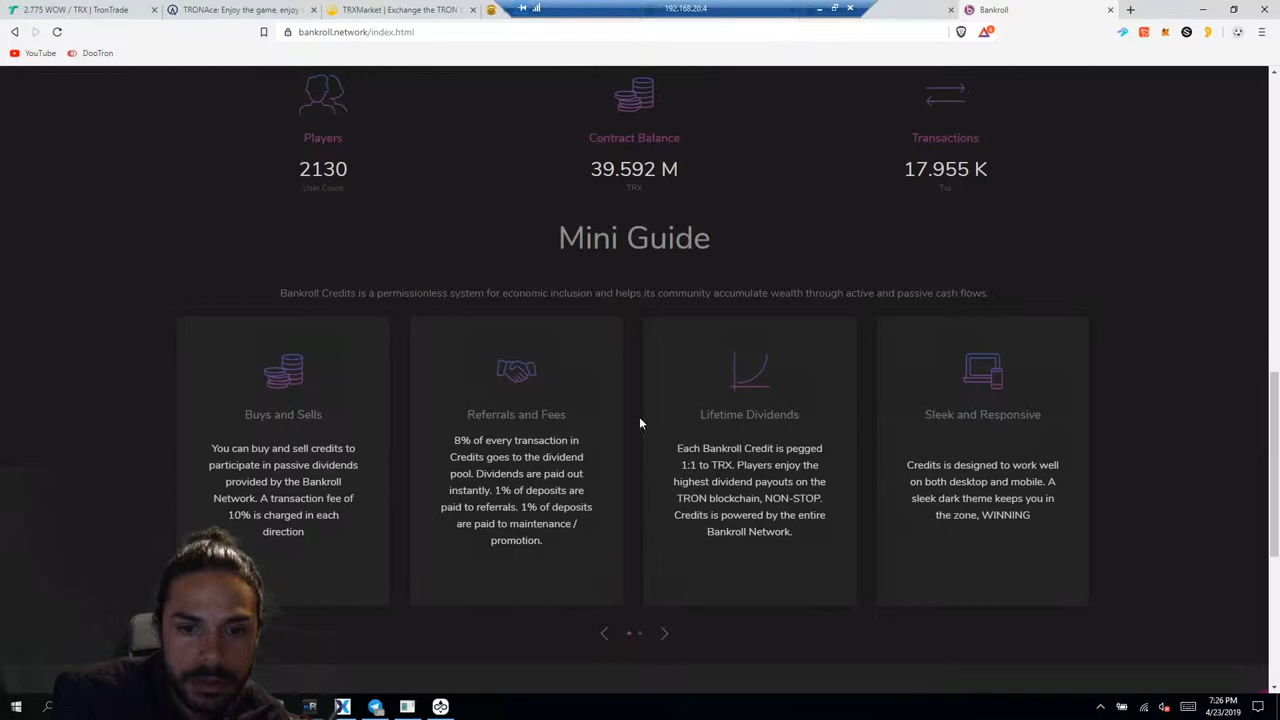 2.775 WOW / TRX | TronTrade
TRONAce: Enjoy the game, enjoy
TRXMarket | Exchange the TRON
192.168.20.4
Bankroll
bankroll.network/index.html
YouTube
DooTron
Players
2130
User Count
Contract Balance
39.592 M
TRX
Transactions
17.955 K
Txs
Mini Guide
Bankroll Credits is a permissionless system for economic inclusion and helps its community accumulate wealth through active and passive cash flows.
Buys and Sells
You can buy and sell credits to
participate in passive dividends
provided by the Bankroll
Network. A transaction fee of
10% is charged in each
direction
Referrals and Fees
8% of every transaction in
Credits goes to the dividend
pool. Dividends are paid out
instantly. 1% of deposits are
paid to referrals. 1% of deposits
are paid to maintenance /
promotion.
Lifetime Dividends
Each Bankroll Credit is pegged
1:1 to TRX. Players enjoy the
highest dividend payouts on the
TRON blockchain, NON-STOP.
Credits is powered by the entire
Bankroll Network.
Sleek and Responsive
Credits is designed to work well
on both desktop and mobile. A
sleek dark theme keeps you in
the zone, WINNING
7:26 PM
4/23/2019